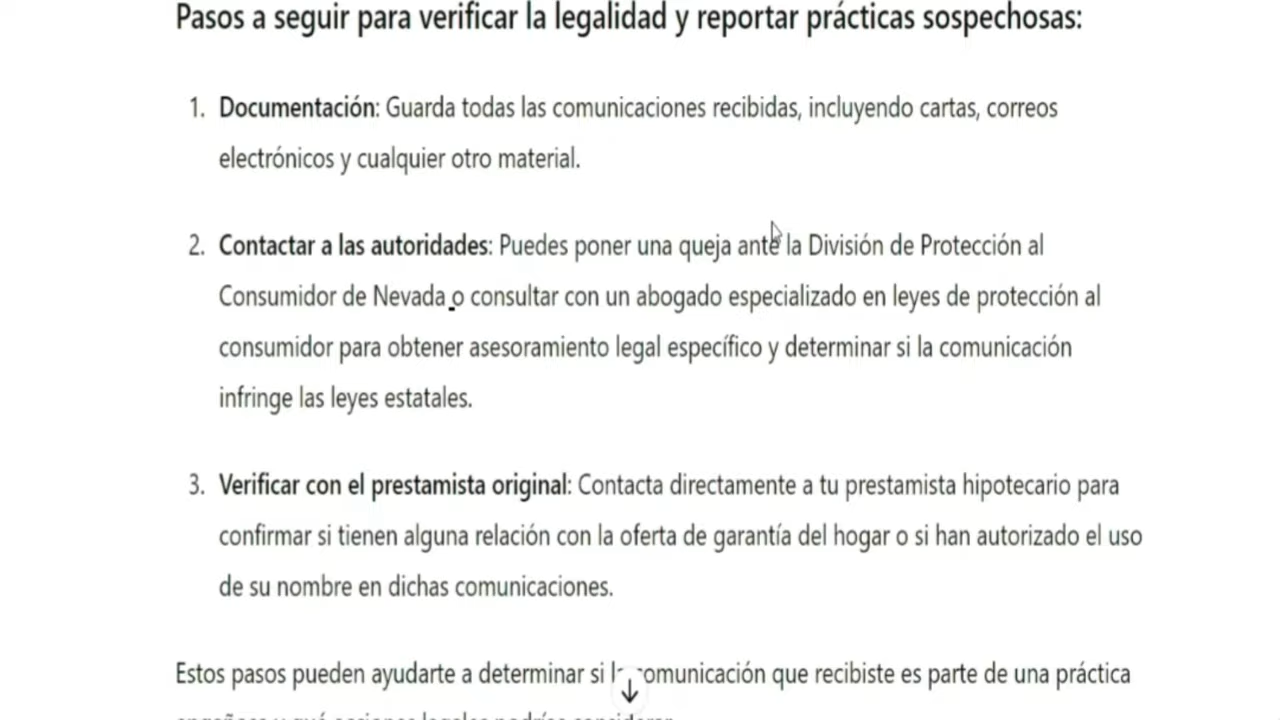 Pasos a seguir para verificar la legalidad y reportar prácticas sospechosas:
1. Documentación: Guarda todas las comunicaciones recibidas, incluyendo cartas, correos
electrónicos y cualquier otro material.
2. Contactar a las autoridades: Puedes poner una queja ante la División de Protección al
Consumidor de Nevada o consultar con un abogado especializado en leyes de protección al
consumidor para obtener asesoramiento legal específico y determinar si la comunicación
infringe las leyes estatales.
3. Verificar con el prestamista original: Contacta directamente a tu prestamista hipotecario para
confirmar si tienen alguna relación con la oferta de garantía del hogar o si han autorizado el uso
de su nombre en dichas comunicaciones.
Estos pasos pueden ayudarte a determinar si la comunicación que recibiste es parte de una práctica